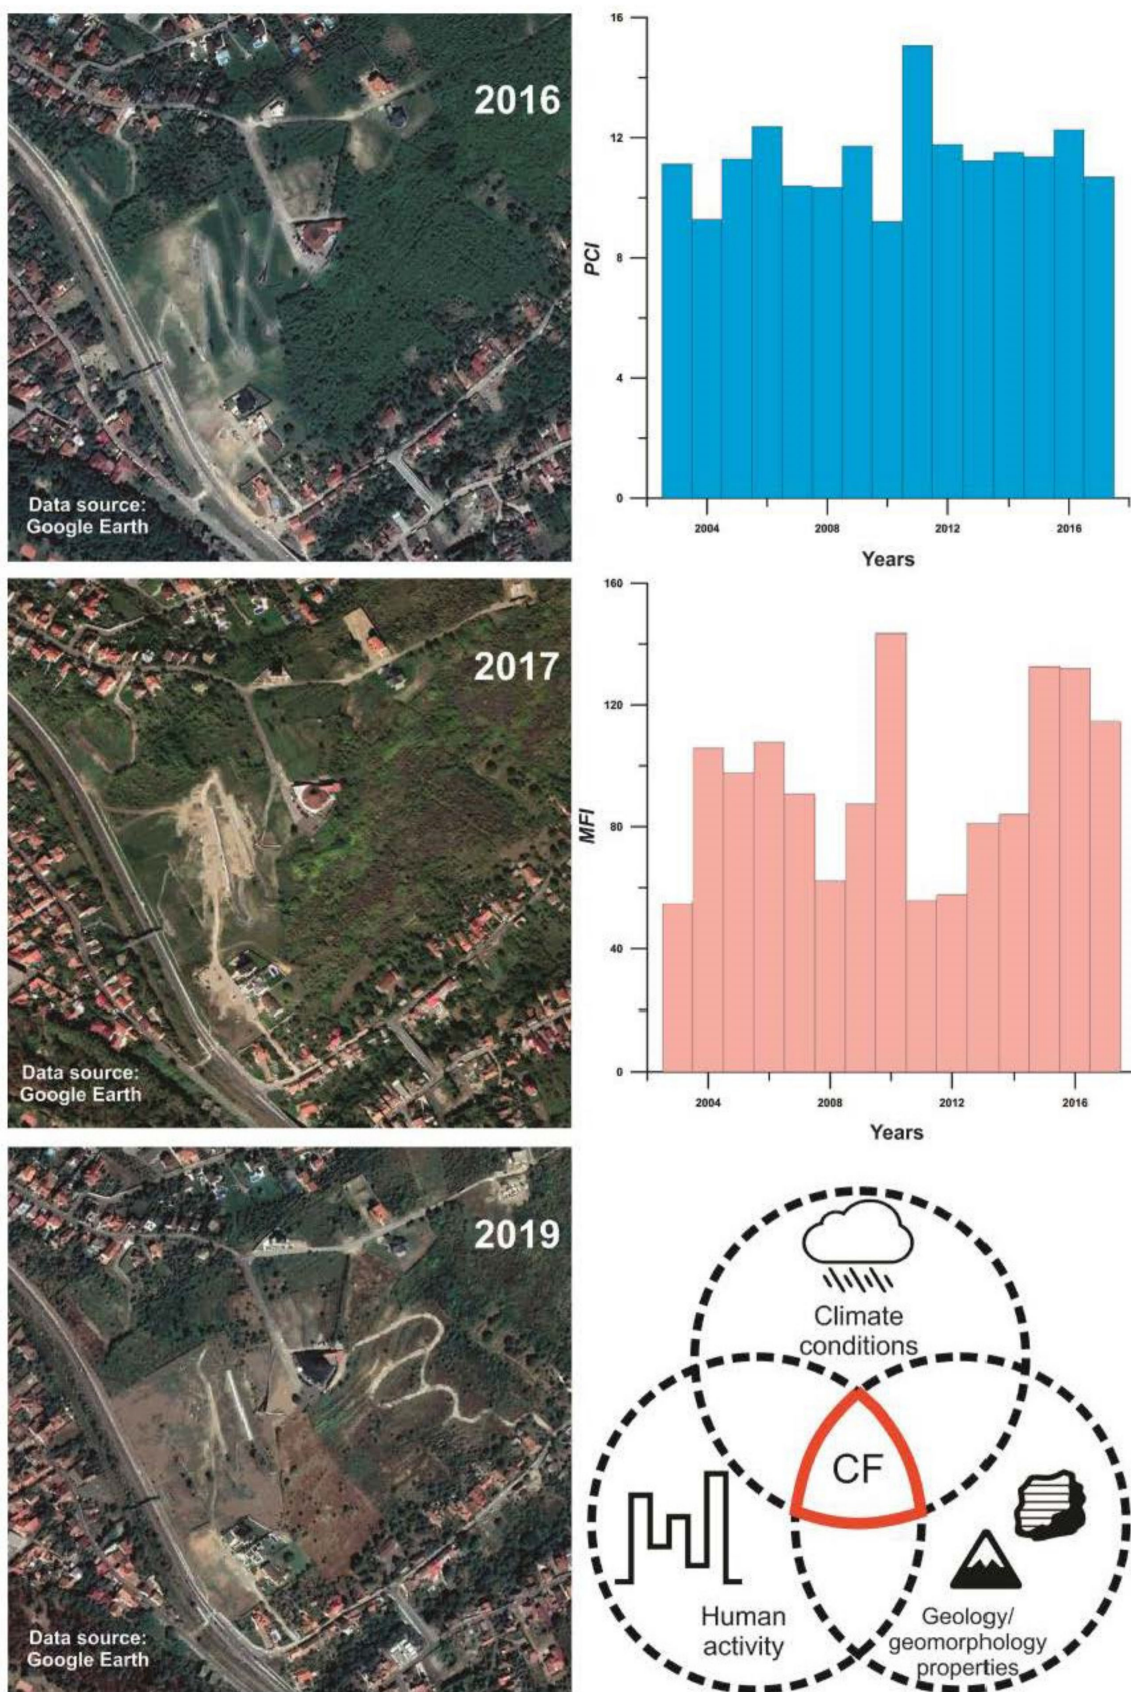 2016
Data source:
Google Earth
16
12
8
4
0
PCI
2004
2008
2012
2016
Years
2017
Data source:
Google Earth
160
120
80
40
0
MFI
2004
2008
2012
2016
Years
2019
Data source:
Google Earth
Climate
conditions
CF
Human
activity
Geology/
geomorphology
properties